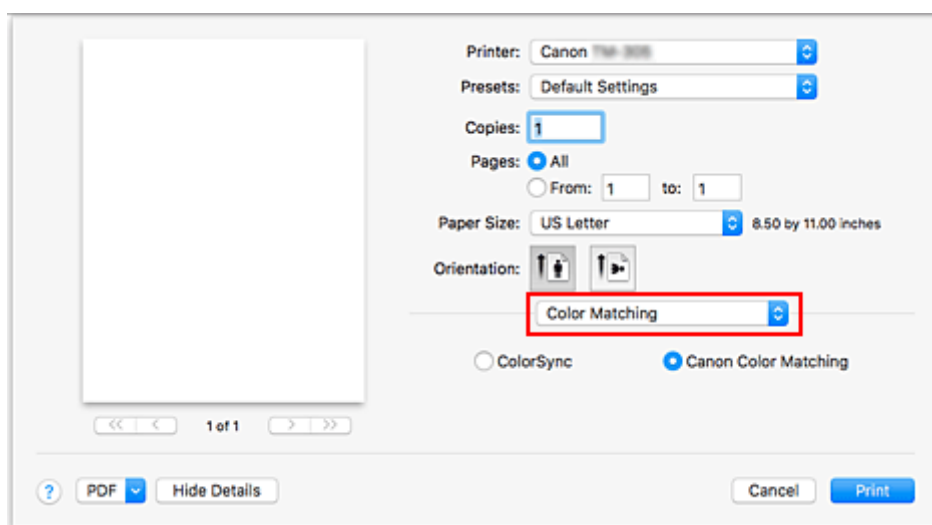 Printer: Canon
Presets: Default Settings
Copies: 1
Pages: All
From: 1 to: 1
Paper Size: US Letter 8.50 by 11.00 inches
Orientation:
Color Matching
ColorSync Canon Color Matching
<< < 1 of 1 > >>
? PDF Hide Details Cancel Print